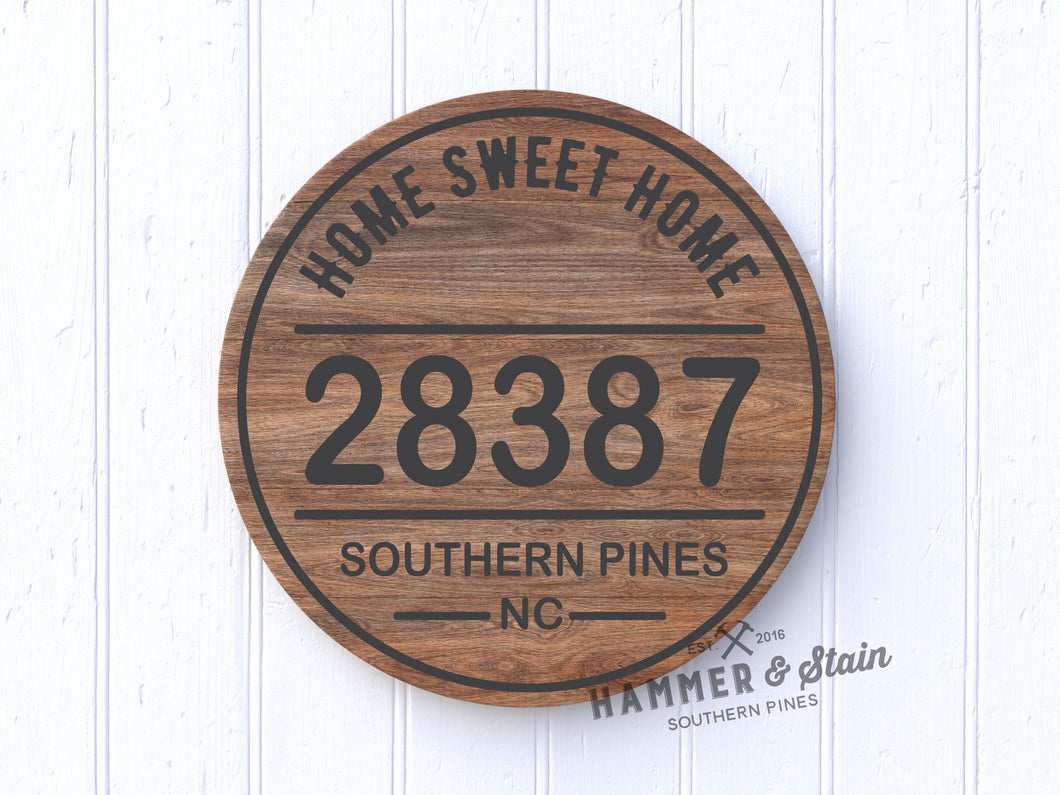 HOME SWEET HOME
28387
SOUTHERN PINES
NC
EST. 2016
HAMMER & Stain
SOUTHERN PINES